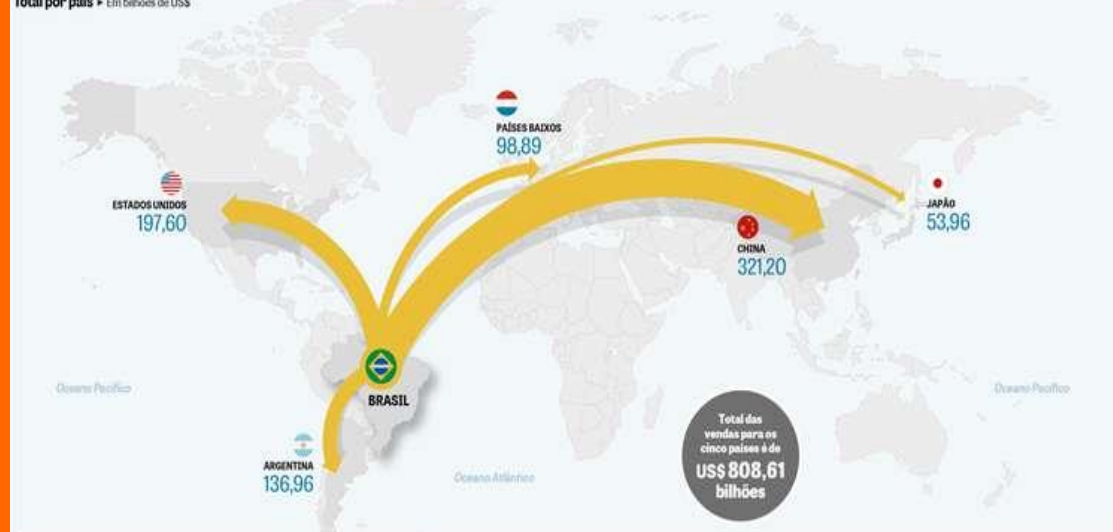 Total por país ▸ Em bilhões de US$
PAÍSES BAIXOS
98,89
ESTADOS UNIDOS
197,60
JAPÃO
53,96
CHINA
321,20
BRASIL
Oceano Pacífico
Oceano Pacífico
Total das
vendas para os
cinco países é de
US$ 808,61
bilhões
ARGENTINA
136,96
Oceano Atlântico